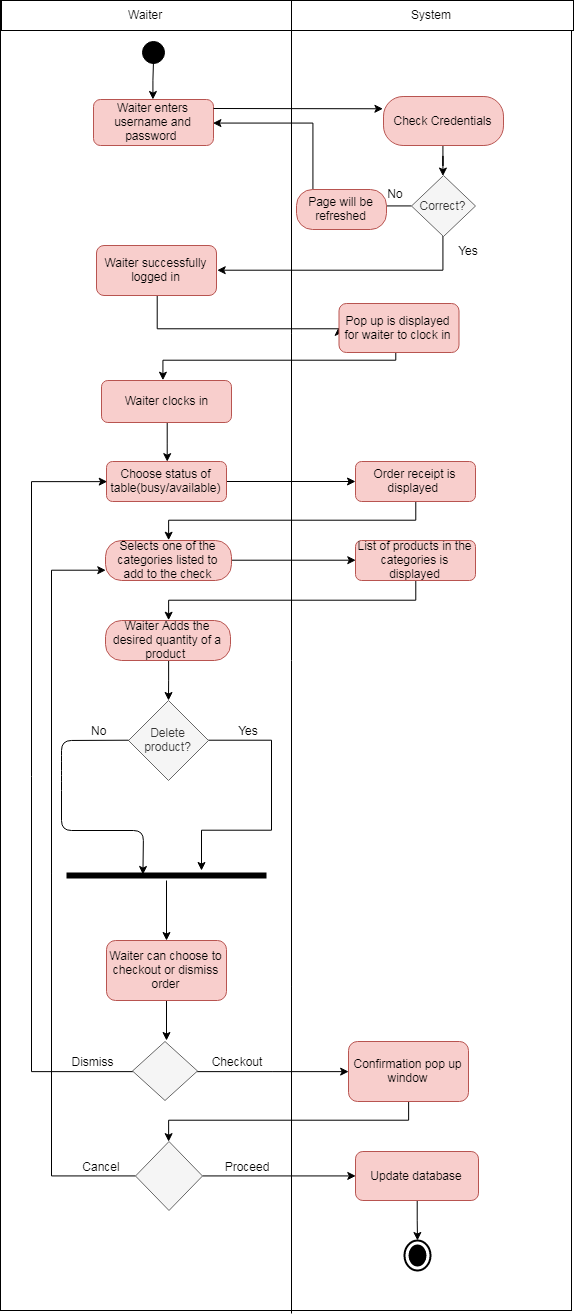 Waiter
System
Waiter enters
username and
password
Check Credentials
Page will be
refreshed
No
Correct?
Yes
Waiter successfully
logged in
Pop up is displayed
for waiter to clock in
Waiter clocks in
Choose status of
table(busy/available)
Order receipt is
displayed
Selects one of the
categories listed to
add to the check
List of products in the
categories is
displayed
Waiter Adds the
desired quantity of a
product
No
Delete
product?
Yes
Waiter can choose to
checkout or dismiss
order
Dismiss
Checkout
Confirmation pop up
window
Cancel
Proceed
Update database